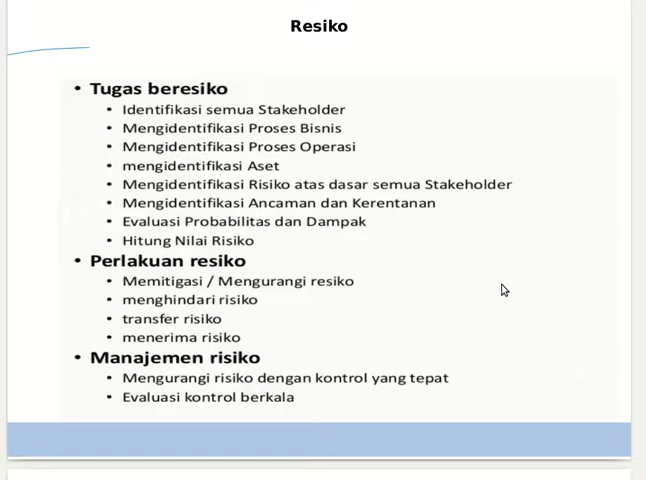 Resiko
• Tugas beresiko
• Identifikasi semua Stakeholder
• Mengidentifikasi Proses Bisnis
• Mengidentifikasi Proses Operasi
• mengidentifikasi Aset
• Mengidentifikasi Risiko atas dasar semua Stakeholder
• Mengidentifikasi Ancaman dan Kerentanan
• Evaluasi Probabilitas dan Dampak
• Hitung Nilai Risiko
• Perlakuan resiko
• Memitigasi / Mengurangi resiko
• menghindari risiko
• transfer risiko
• menerima risiko
• Manajemen risiko
• Mengurangi risiko dengan kontrol yang tepat
• Evaluasi kontrol berkala